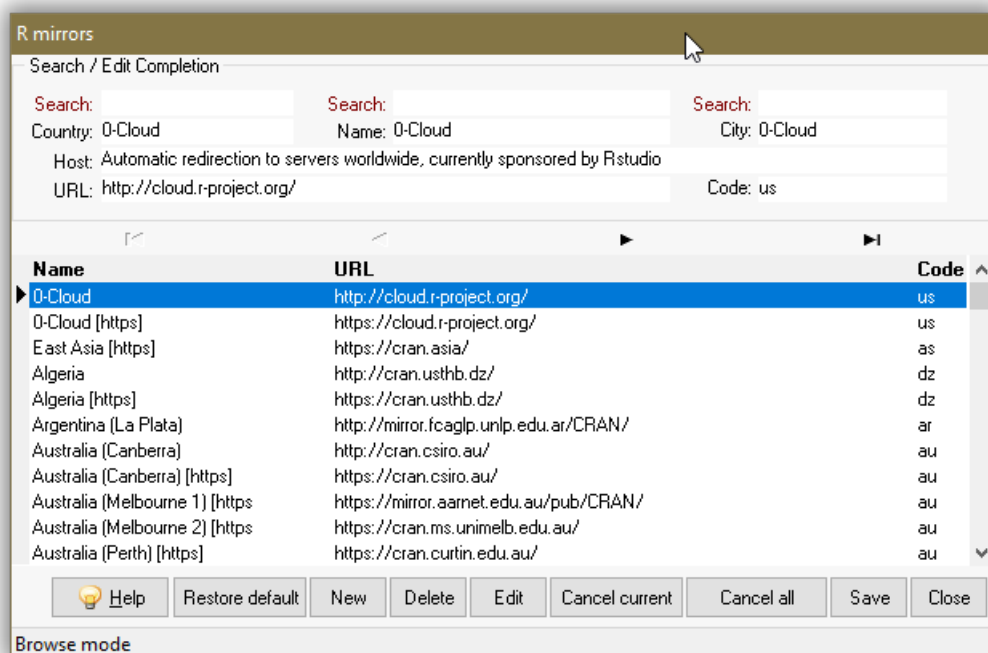 R mirrors
Search / Edit Completion
Search: Search: Search:
Country: 0-Cloud Name: 0-Cloud City: 0-Cloud
Host: Automatic redirection to servers worldwide, currently sponsored by Rstudio
URL: http://cloud.r-project.org/ Code: us
Name URL Code
0-Cloud http://cloud.r-project.org/ us
0-Cloud [https] https://cloud.r-project.org/ us
East Asia [https] https://cran.asia/ as
Algeria http://cran.usthb.dz/ dz
Algeria [https] https://cran.usthb.dz/ dz
Argentina (La Plata) http://mirror.fcaglp.unlp.edu.ar/CRAN/ ar
Australia (Canberra) http://cran.csiro.au/ au
Australia (Canberra) [https] https://cran.csiro.au/ au
Australia (Melbourne 1) [https https://mirror.aarnet.edu.au/pub/CRAN/ au
Australia (Melbourne 2) [https https://cran.ms.unimelb.edu.au/ au
Australia (Perth) [https] https://cran.curtin.edu.au/ au
Help Restore default New Delete Edit Cancel current Cancel all Save Close
Browse mode